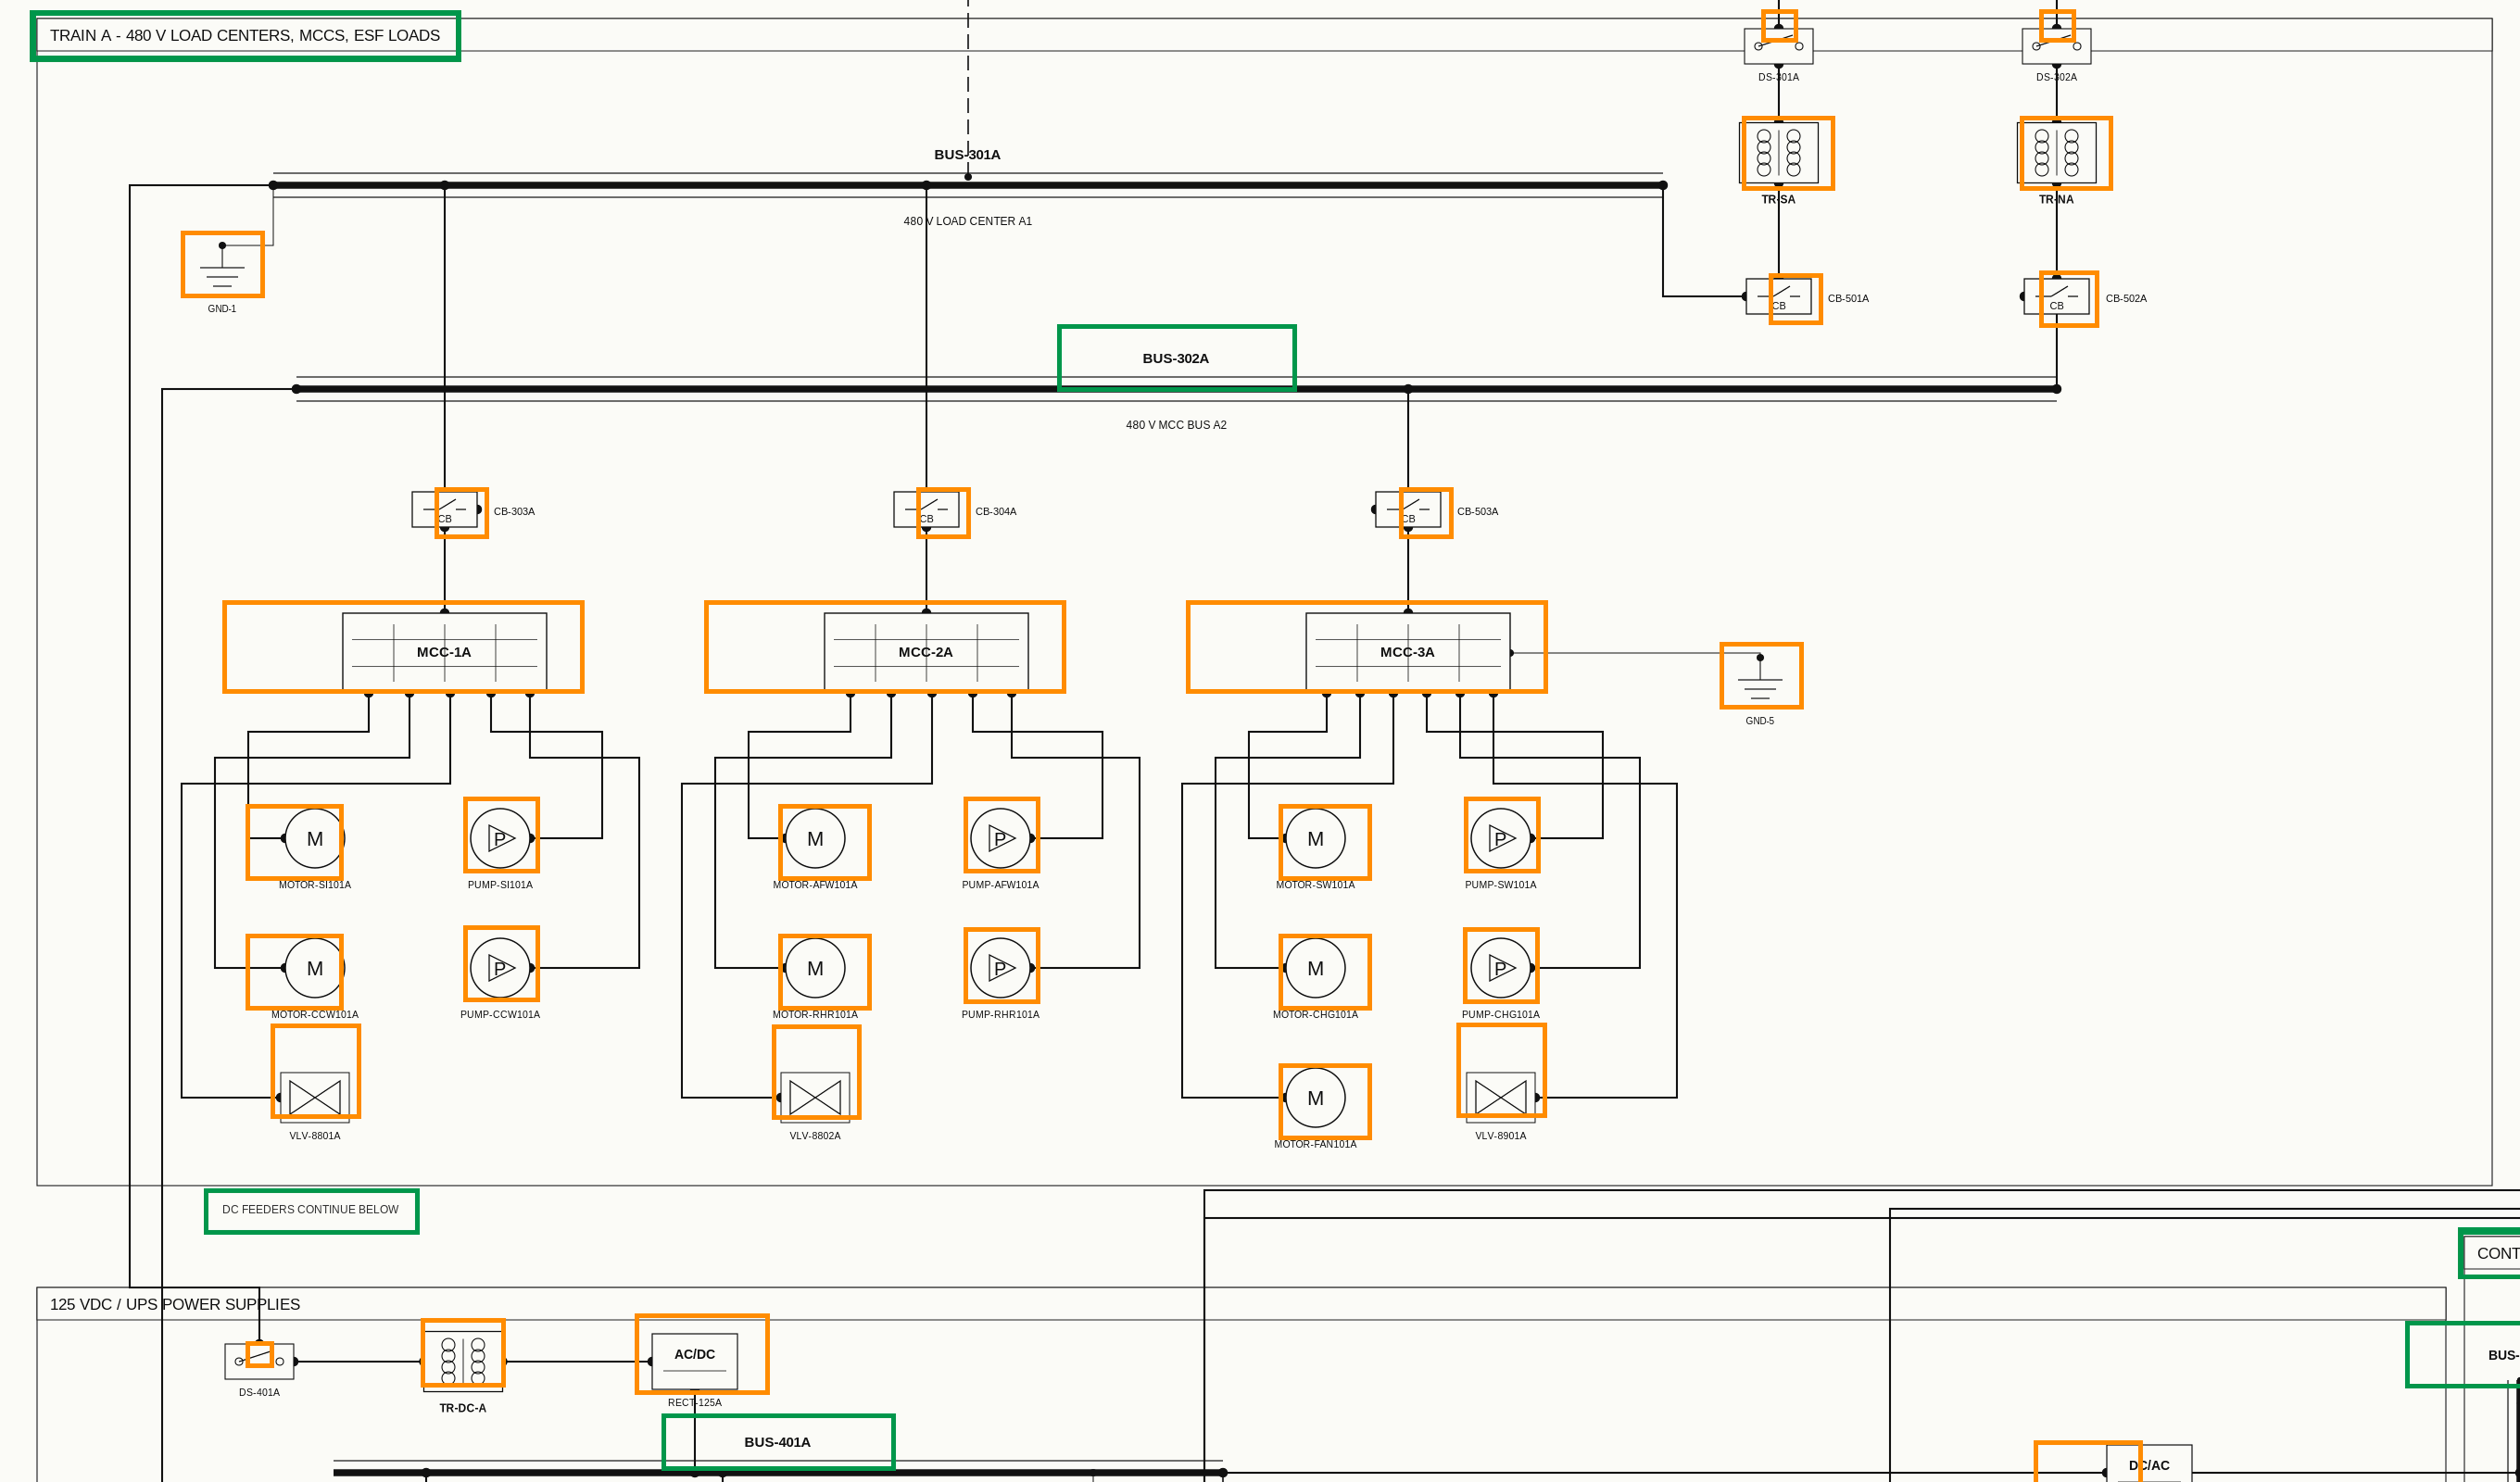 TRAIN A - 480 V LOAD CENTERS, MCCS, ESF LOADS
DS-301A
DS-302A
BUS-301A
TR-SA
TR-NA
480 V LOAD CENTER A1
CB
CB-501A
CB
CB-502A
GND-1
BUS-302A
480 V MCC BUS A2
CB
CB-303A
CB
CB-304A
CB
CB-503A
MCC-1A
MCC-2A
MCC-3A
GND-5
M
P
M
P
M
P
MOTOR-SI101A
PUMP-SI101A
MOTOR-AFW101A
PUMP-AFW101A
MOTOR-SW101A
PUMP-SW101A
M
P
M
P
M
P
MOTOR-CCW101A
PUMP-CCW101A
MOTOR-RHR101A
PUMP-RHR101A
MOTOR-CHG101A
PUMP-CHG101A
M
VLV-8801A
VLV-8802A
MOTOR-FAN101A
VLV-8901A
DC FEEDERS CONTINUE BELOW
CONT
125 VDC / UPS POWER SUPPLIES
AC/DC
BUS-
DS-401A
TR-DC-A
RECT-125A
BUS-401A
DC/AC